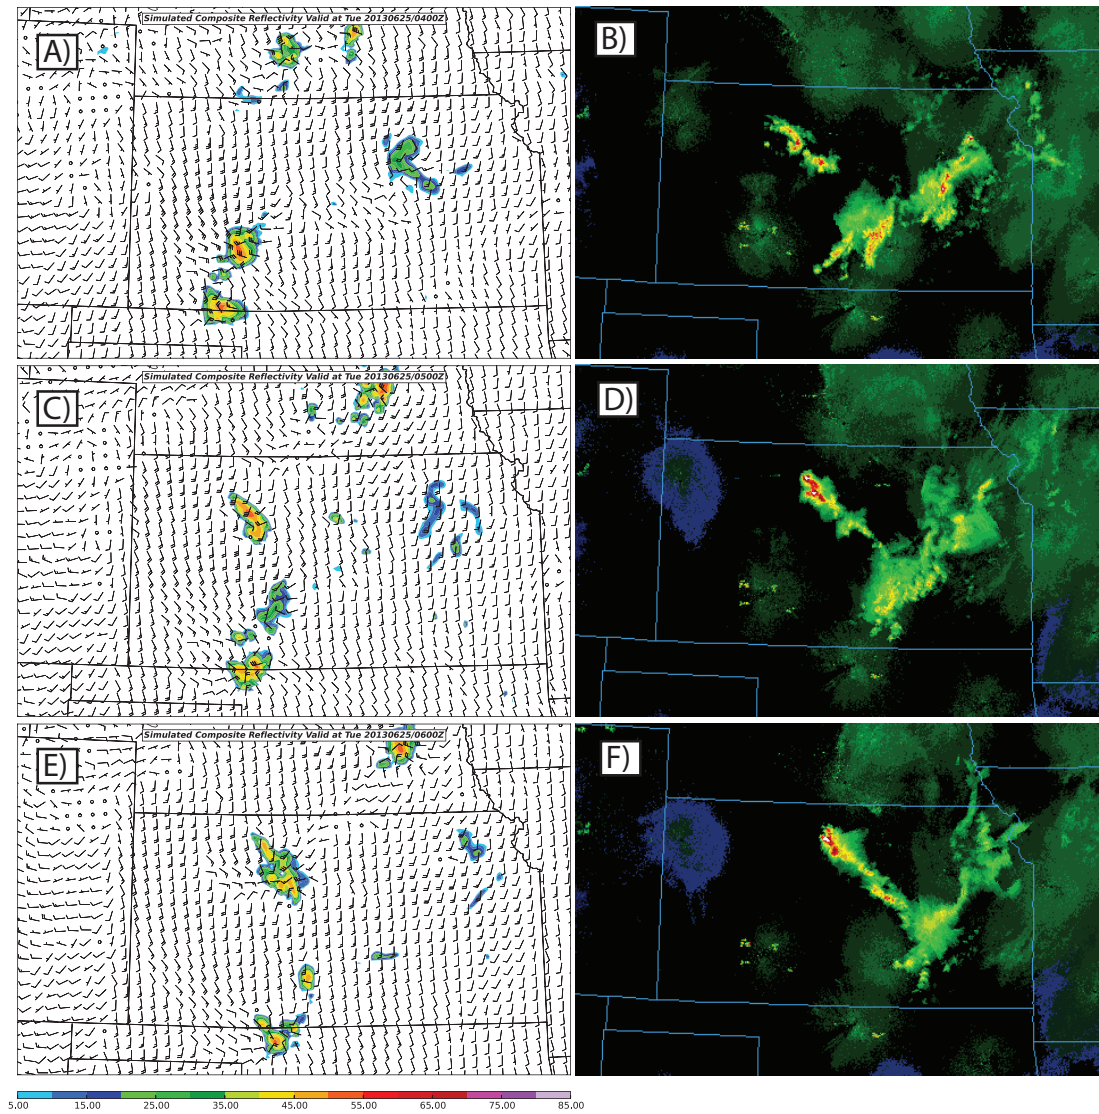 Simulated Composite Reflectivity Valid at Tue 20130625/0400Z
A)
B)
Simulated Composite Reflectivity Valid at Tue 20130625/0500Z
C)
D)
Simulated Composite Reflectivity Valid at Tue 20130625/0600Z
E)
F)
5.00 15.00 25.00 35.00 45.00 55.00 65.00 75.00 85.00